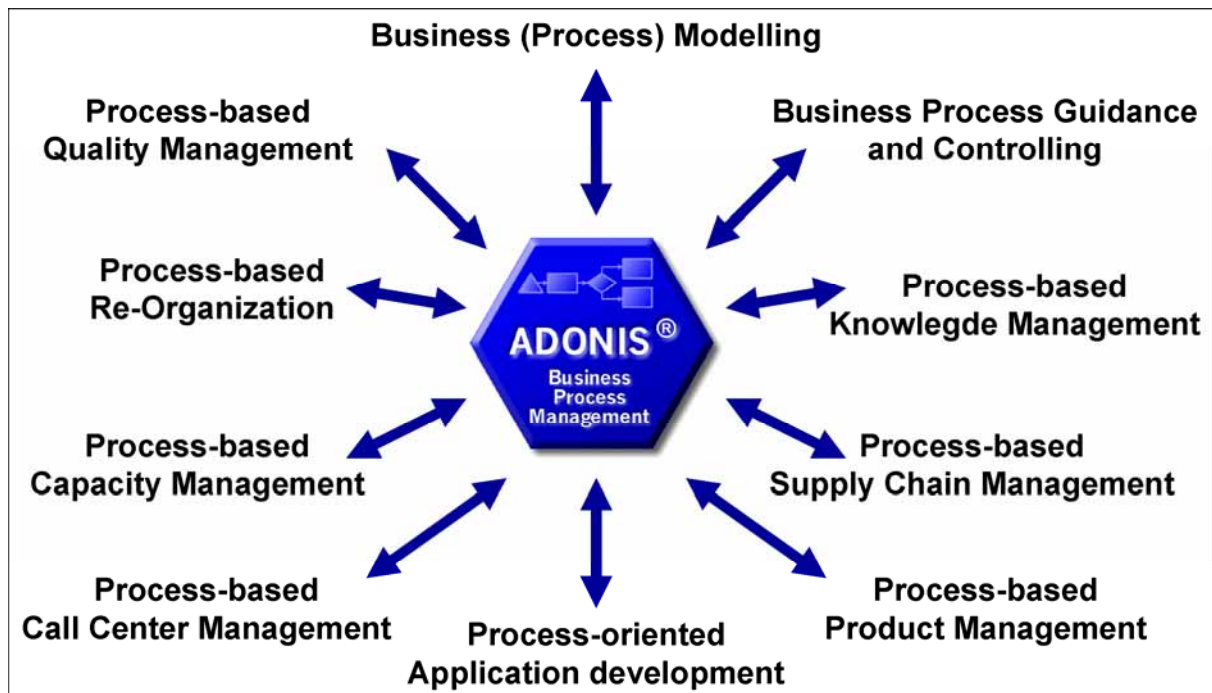 Business (Process) Modelling
Process-based
Quality Management
Business Process Guidance
and Controlling
Process-based
Re-Organization
ADONIS®
Business
Process
Management
Process-based
Knowlegde Management
Process-based
Capacity Management
Process-based
Supply Chain Management
Process-based
Call Center Management
Process-oriented
Application development
Process-based
Product Management